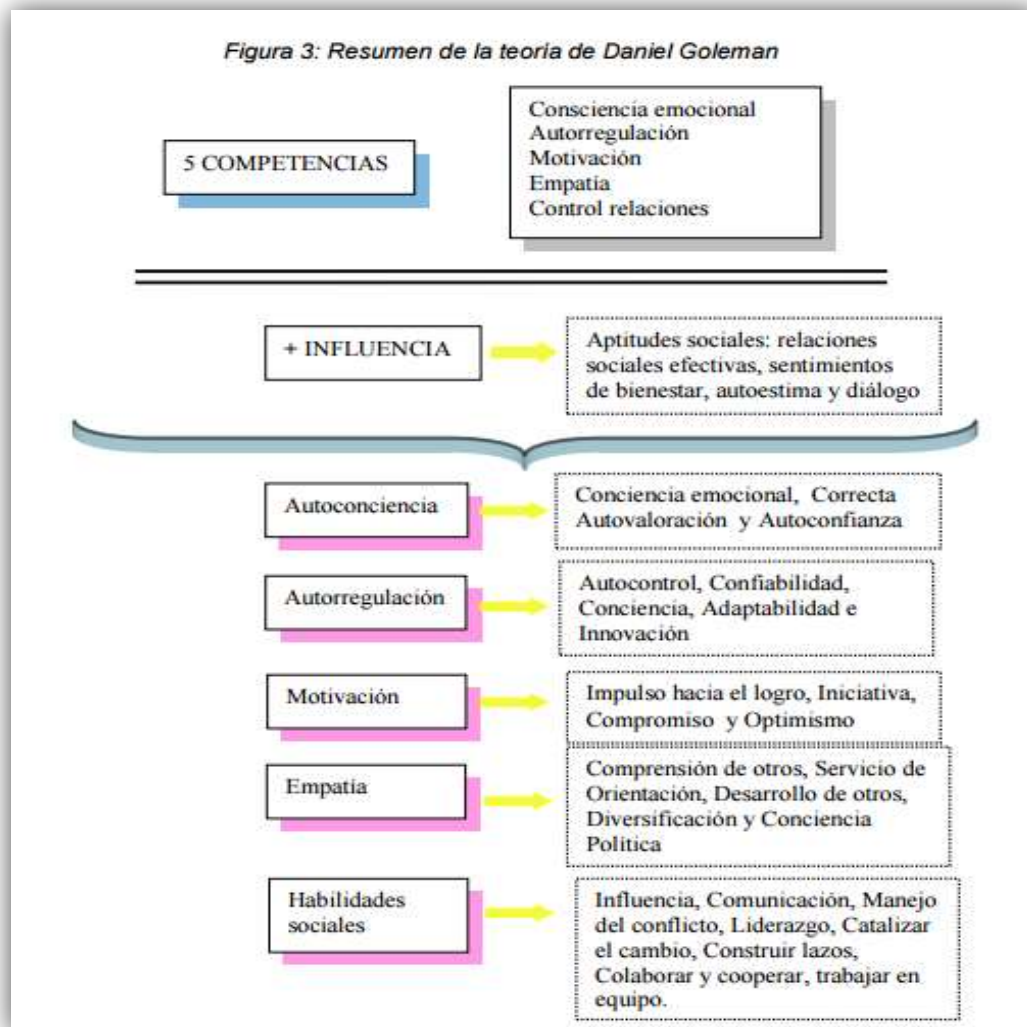 Figura 3: Resumen de la teoría de Daniel Goleman
5 COMPETENCIAS
Consciencia emocional
Autorregulación
Motivación
Empatía
Control relaciones
+ INFLUENCIA
Aptitudes sociales: relaciones
sociales efectivas, sentimientos
de bienestar, autoestima y diálogo
Autoconciencia
Conciencia emocional, Correcta
Autovaloración y Autoconfianza
Autorregulación
Autocontrol, Confiabilidad,
Conciencia, Adaptabilidad e
Innovación
Motivación
Impulso hacia el logro, Iniciativa,
Compromiso y Optimismo
Empatía
Comprensión de otros, Servicio de
Orientación, Desarrollo de otros,
Diversificación y Conciencia
Política
Habilidades
sociales
Influencia, Comunicación, Manejo
del conflicto, Liderazgo, Catalizar
el cambio, Construir lazos,
Colaborar y cooperar, trabajar en
equipo.